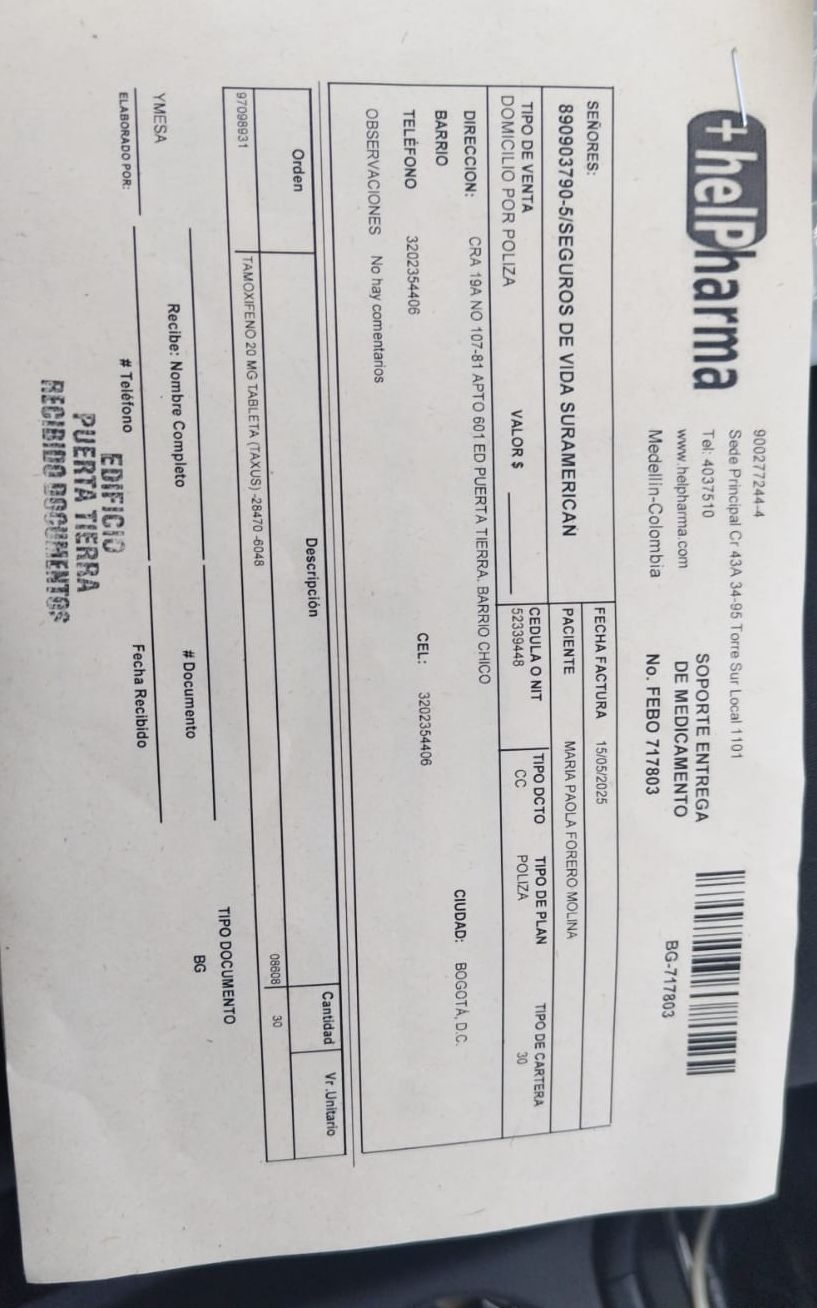 +helPharma
900277244-4
Sede Principal Cr 43A 34-95 Torre Sur Local 1101
Tel: 4037510
www.helpharma.com
Medellin-Colombia
SOPORTE ENTREGA
DE MEDICAMENTO
No. FEBO 717803
BG-717803
SEÑORES:
890903790-5/SEGUROS DE VIDA SURAMERICAN
FECHA FACTURA 15/05/2025
PACIENTE MARIA PAOLA FORERO MOLINA
TIPO DE VENTA VALOR $ CEDULA O NIT TIPO DCTO TIPO DE PLAN TIPO DE CARTERA
DOMICILIO POR POLIZA 52339448 CC POLIZA 30
DIRECCION: CRA 19A NO 107-81 APTO 601 ED PUERTA TIERRA. BARRIO CHICO
BARRIO CIUDAD: BOGOTÁ, D.C.
TELÉFONO 3202354406 CEL: 3202354406
OBSERVACIONES No hay comentarios
Orden Descripción Cantidad Vr .Unitario
97098931 TAMOXIFENO 20 MG TABLETA (TAXUS) -28470 -6048 08608 30
TIPO DOCUMENTO
BG
Recibe: Nombre Completo # Documento
YMESA
ELABORADO POR: # Teléfono Fecha Recibido
EDIFICIO
PUERTA TIERRA
RECIBIDO DOCUMENTOS